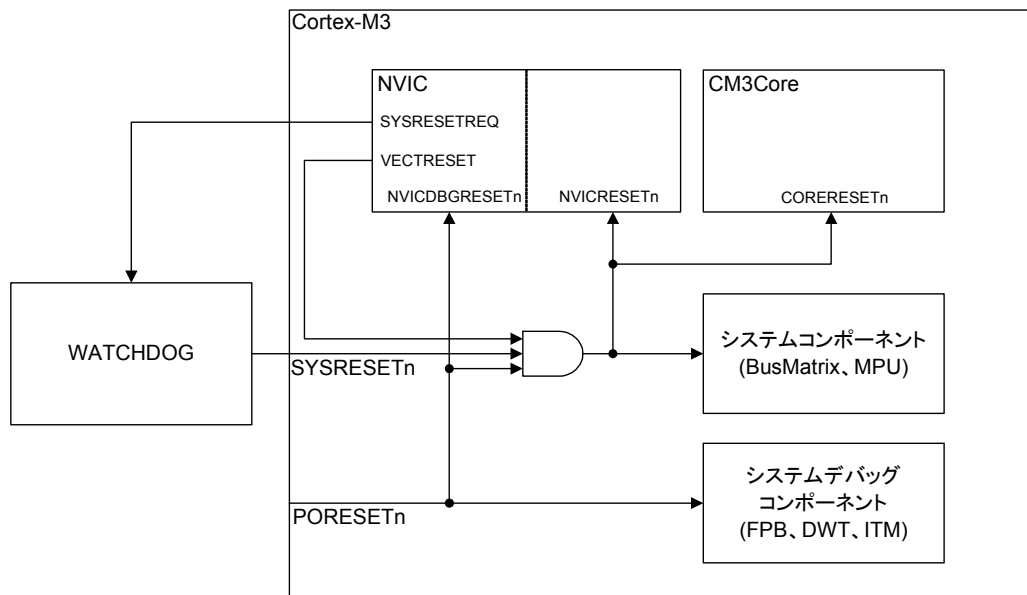 Cortex-M3
NVIC
CM3Core
SYSRESETREQ
VECTRESET
NVICDBGRESETn
NVICRESETn
CORERESETn
WATCHDOG
SYSRESETn
システムコンポーネント
(BusMatrix、MPU)
システムデバッグ
コンポーネント
(FPB、DWT、ITM)
PORESETn